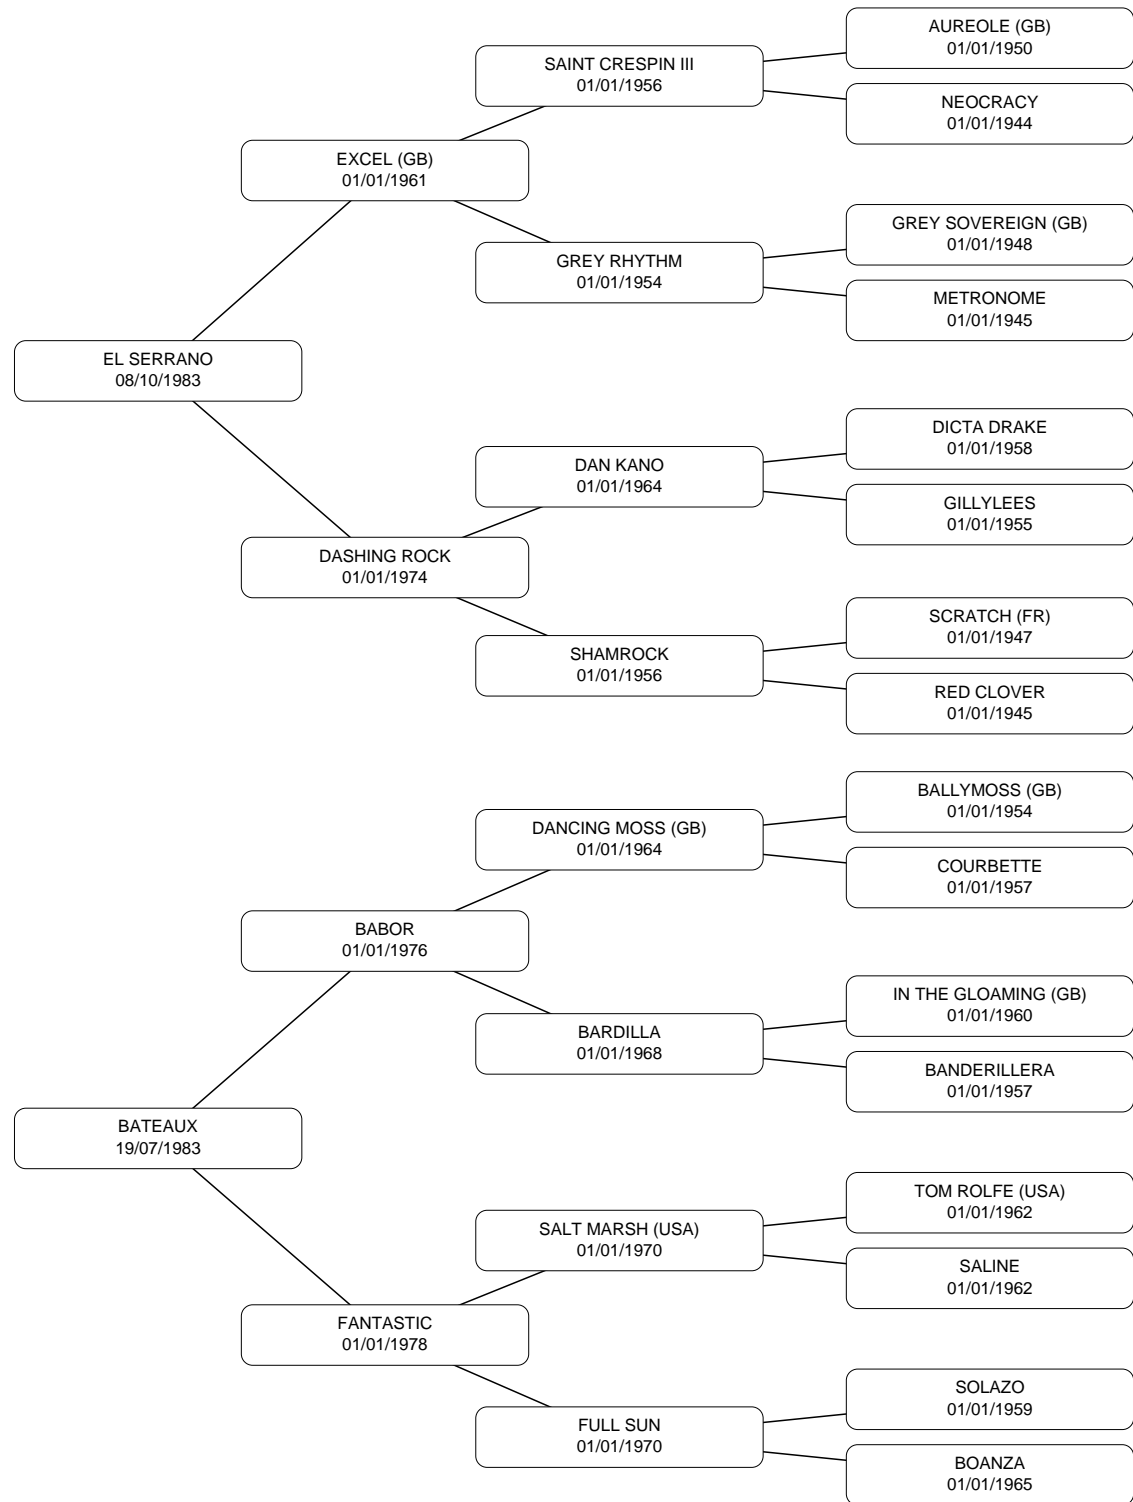 AUREOLE (GB)
01/01/1950
SAINT CRESPIN III
01/01/1956
NEOCRACY
01/01/1944
EXCEL (GB)
01/01/1961
GREY SOVEREIGN (GB)
01/01/1948
GREY RHYTHM
01/01/1954
METRONOME
01/01/1945
EL SERRANO
08/10/1983
DICTA DRAKE
01/01/1958
DAN KANO
01/01/1964
GILLYLEES
01/01/1955
DASHING ROCK
01/01/1974
SCRATCH (FR)
01/01/1947
SHAMROCK
01/01/1956
RED CLOVER
01/01/1945
BALLYMOSS (GB)
01/01/1954
DANCING MOSS (GB)
01/01/1964
COURBETTE
01/01/1957
BABOR
01/01/1976
IN THE GLOAMING (GB)
01/01/1960
BARDILLA
01/01/1968
BANDERILLERA
01/01/1957
BATEAUX
19/07/1983
TOM ROLFE (USA)
01/01/1962
SALT MARSH (USA)
01/01/1970
SALINE
01/01/1962
FANTASTIC
01/01/1978
SOLAZO
01/01/1959
FULL SUN
01/01/1970
BOANZA
01/01/1965